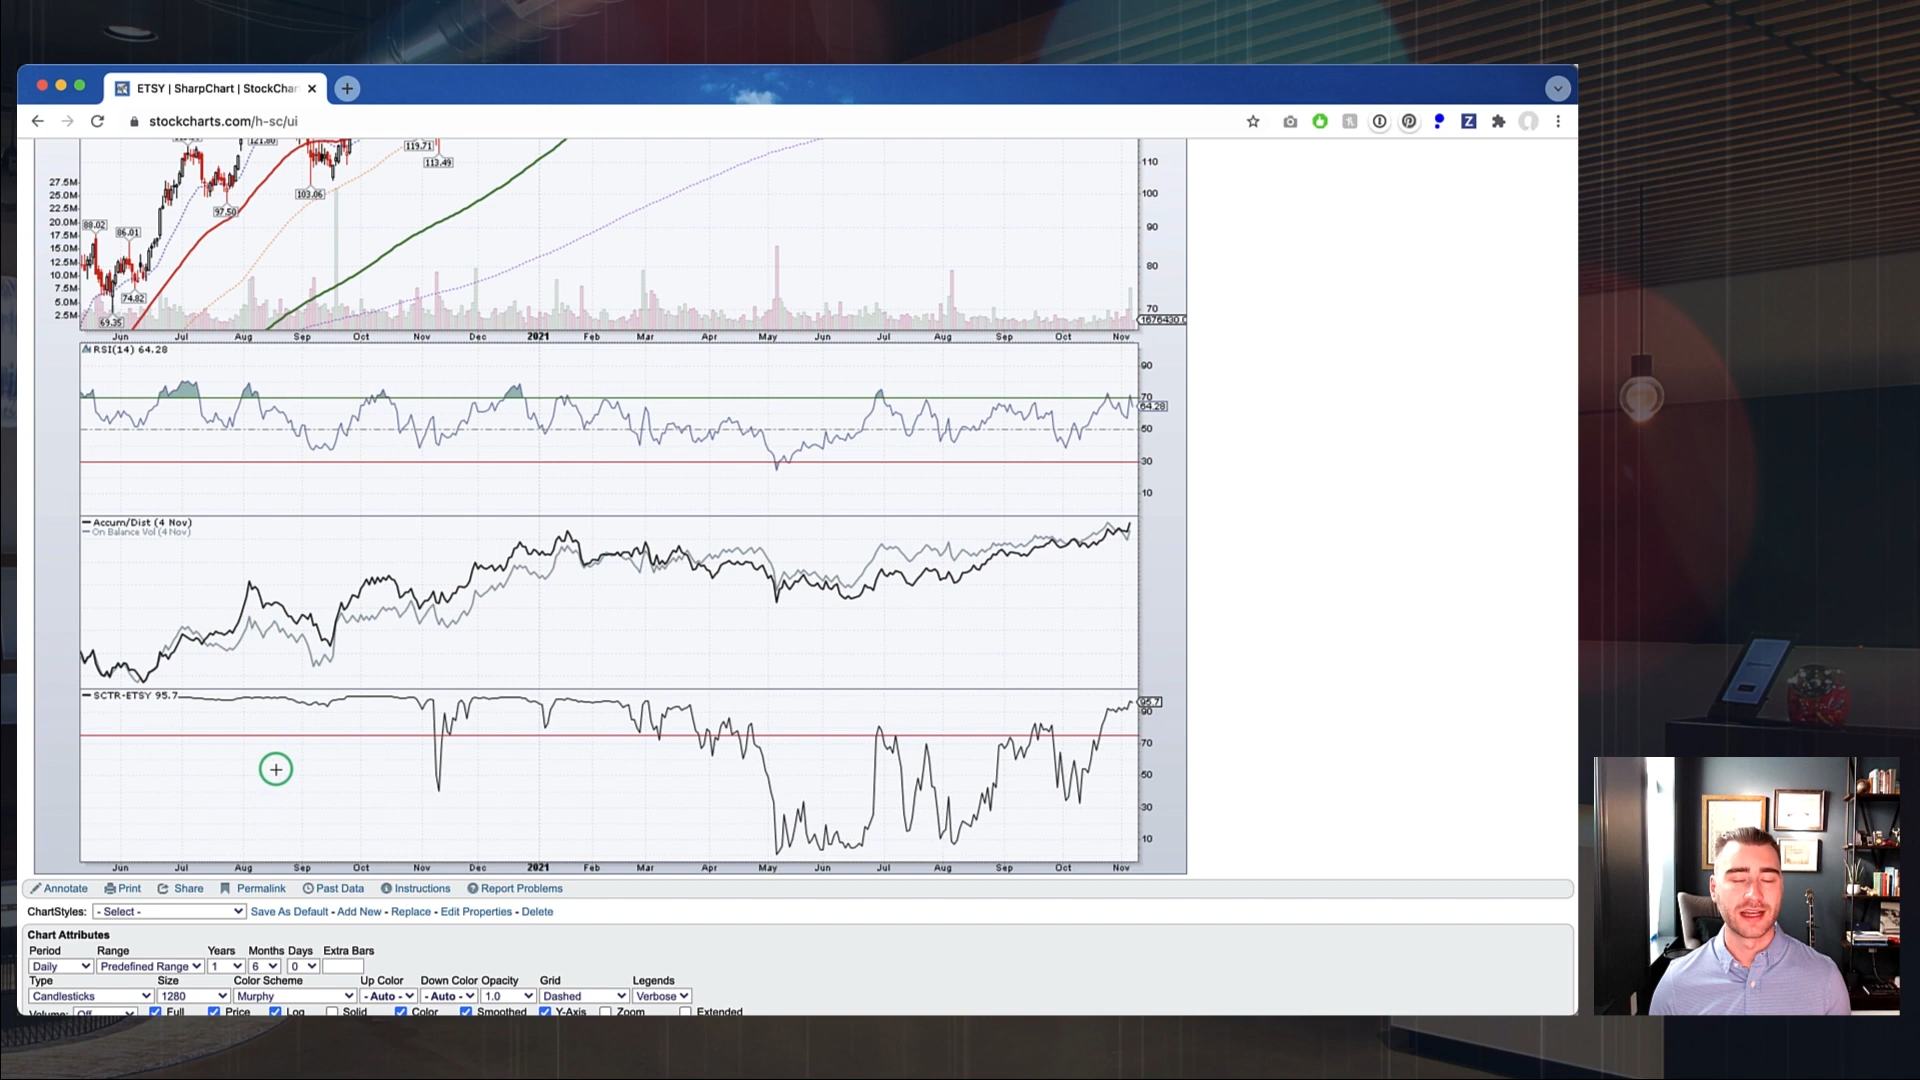 ETSY | SharpChart | StockChar
stockcharts.com/h-sc/ui
121.80
119.71
113.49
103.06
97.50
88.02
86.01
74.82
69.35
27.5M
25.0M
22.5M
20.0M
17.5M
15.0M
12.5M
10.0M
7.5M
5.0M
2.5M
110
100
90
80
70
Jun Jul Aug Sep Oct Nov Dec 2021 Feb Mar Apr May Jun Jul Aug Sep Oct Nov
RSI(14) 64.28
90
70
64.28
50
30
10
Accum/Dist (4 Nov)
On Balance Vol (4 Nov)
SCTR-ETSY 95.7
95.7
90
70
50
30
10
Jun Jul Aug Sep Oct Nov Dec 2021 Feb Mar Apr May Jun Jul Aug Sep Oct Nov
Annotate Print Share Permalink Past Data Instructions Report Problems
ChartStyles: - Select - Save As Default - Add New - Replace - Edit Properties - Delete
Chart Attributes
Period Range Years Months Days Extra Bars
Daily Predefined Range 1 6 0
Type Size Color Scheme Up Color Down Color Opacity Grid Legends
Candlesticks 1280 Murphy - Auto - - Auto - 1.0 Dashed Verbose
Volume: Off Full Price Log Solid Color Smoothed Y-Axis Zoom Extended